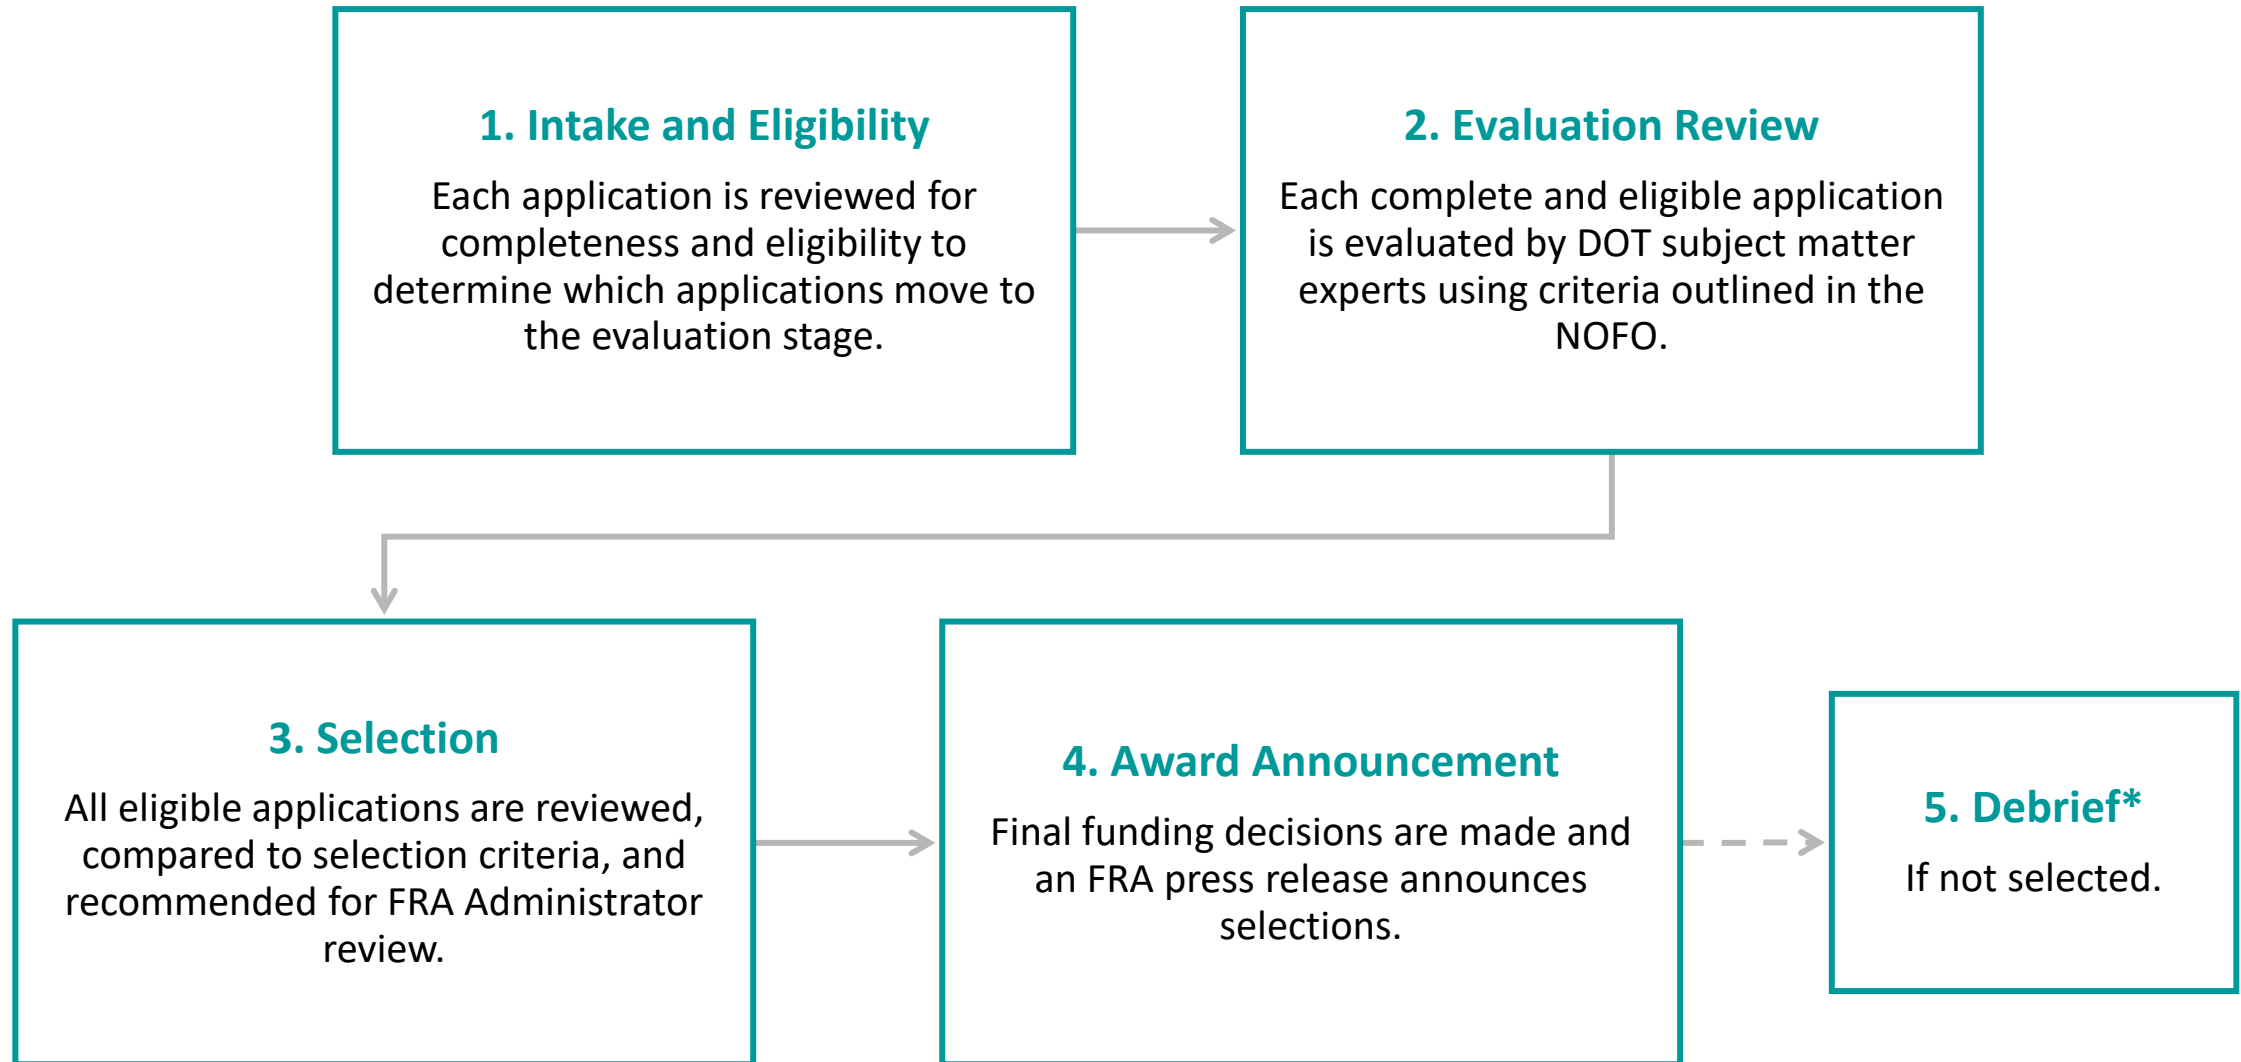 1. Intake and Eligibility
Each application is reviewed for
completeness and eligibility to
determine which applications move to
the evaluation stage.
2. Evaluation Review
Each complete and eligible application
is evaluated by DOT subject matter
experts using criteria outlined in the
NOFO.
3. Selection
All eligible applications are reviewed,
compared to selection criteria, and
recommended for FRA Administrator
review.
4. Award Announcement
Final funding decisions are made and
an FRA press release announces
selections.
5. Debrief*
If not selected.